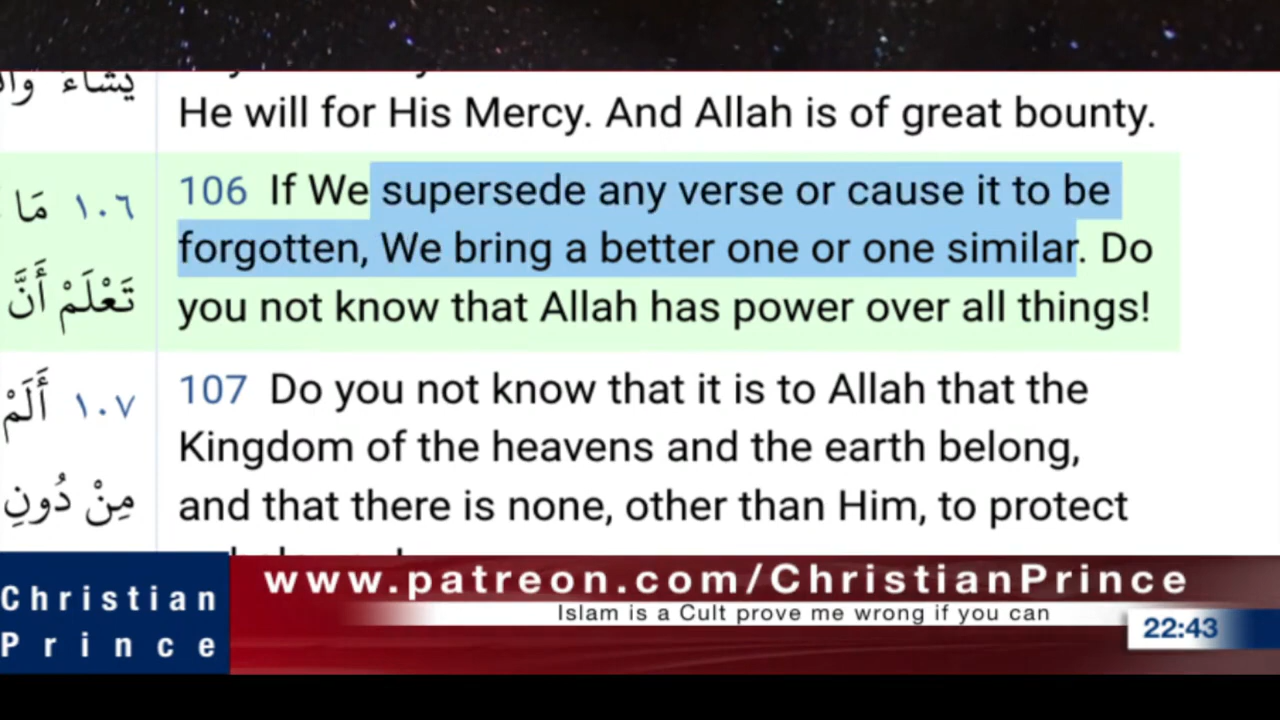 يشاء
He will for His Mercy. And Allah is of great bounty.
١٠٦ مَا
106 If We supersede any verse or cause it to be
forgotten, We bring a better one or one similar. Do
تَعْلَمْ أَنَّ
you not know that Allah has power over all things!
١٠٧ أَلَمْ
107 Do you not know that it is to Allah that the
Kingdom of the heavens and the earth belong,
مِنْ دُونِ
and that there is none, other than Him, to protect
Christian
Prince
www.patreon.com/ChristianPrince
Islam is a Cult prove me wrong if you can
22:43